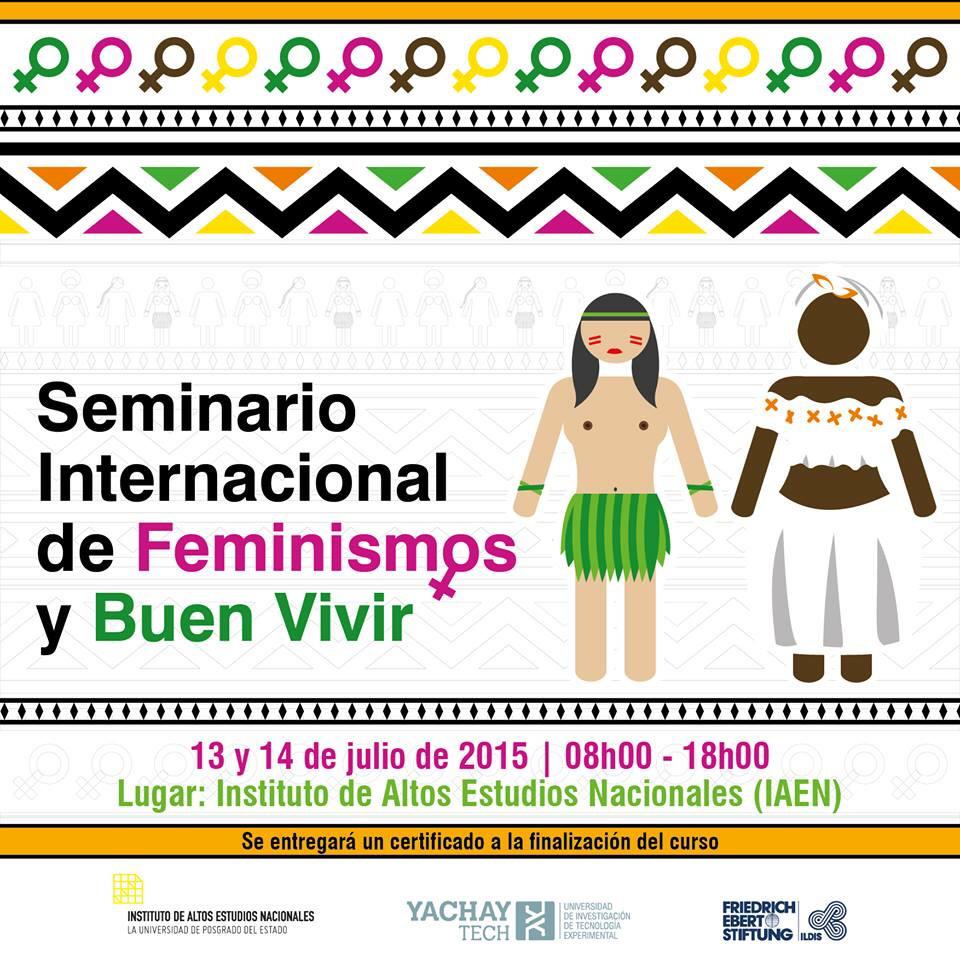 Seminario
Internacional
de Feminismos
y Buen Vivir
13 y 14 de julio de 2015 | 08h00 - 18h00
Lugar: Instituto de Altos Estudios Nacionales (IAEN)
Se entregará un certificado a la finalización del curso
INSTITUTO DE ALTOS ESTUDIOS NACIONALES
LA UNIVERSIDAD DE POSGRADO DEL ESTADO
YACHAY
TECH
UNIVERSIDAD
DE INVESTIGACIÓN
DE TECNOLOGÍA
EXPERIMENTAL
FRIEDRICH
EBERT
STIFTUNG
ILDIS